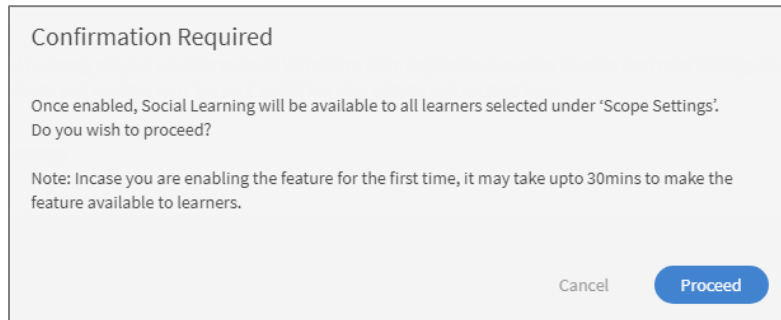 Confirmation Required
Once enabled, Social Learning will be available to all learners selected under ‘Scope Settings’.
Do you wish to proceed?
Note: Incase you are enabling the feature for the first time, it may take upto 30mins to make the
feature available to learners.
Cancel
Proceed